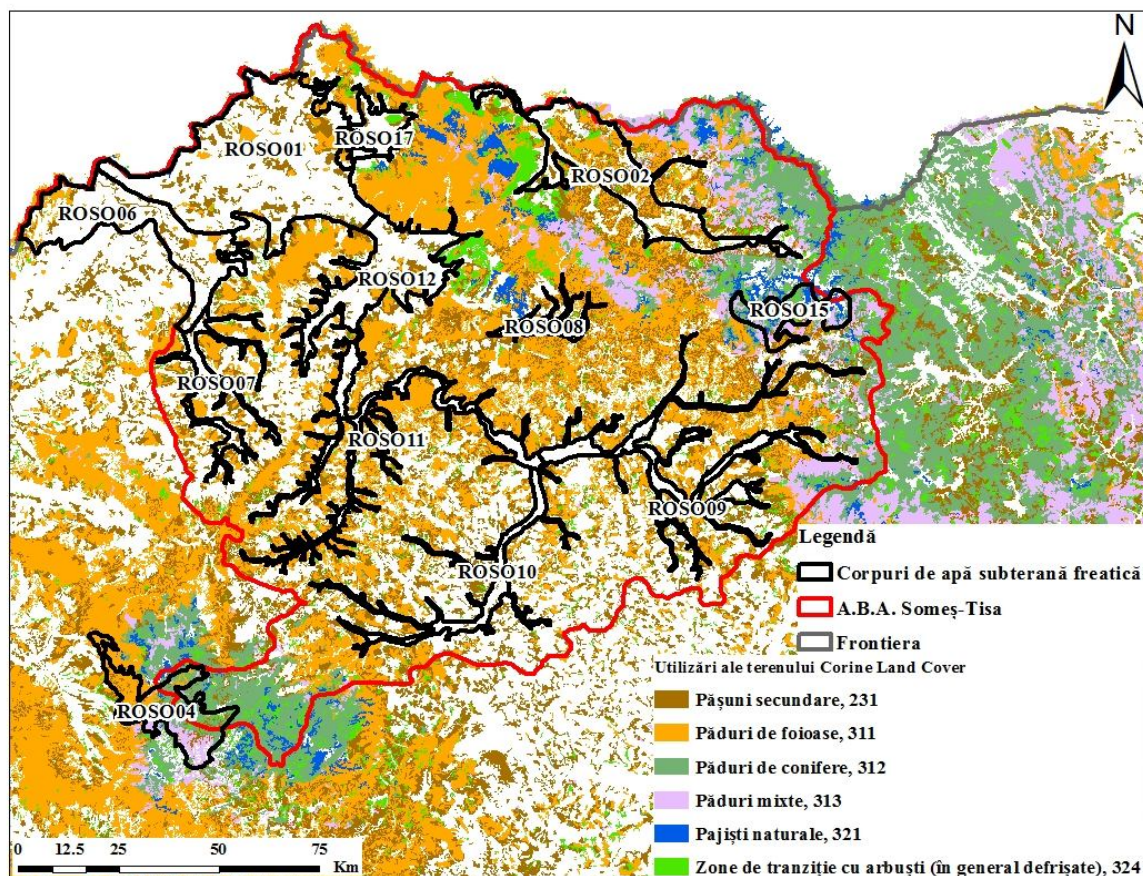 N
ROSO17
ROSO01
ROSO02
ROSO06
ROSO12
ROSO15
ROSO08
ROSO07
ROSO11
ROSO09
ROSO10
ROSO04
Legendă
Corpuri de apă subterană freatică
A.B.A. Someș-Tisa
Frontiera
Utilizări ale terenului Corine Land Cover
Pășuni secundare, 231
Păduri de foioase, 311
Păduri de conifere, 312
Păduri mixte, 313
Pajiști naturale, 321
Zone de tranziție cu arbuști (în general defrișate), 324
0 12.5 25 50 75
Km